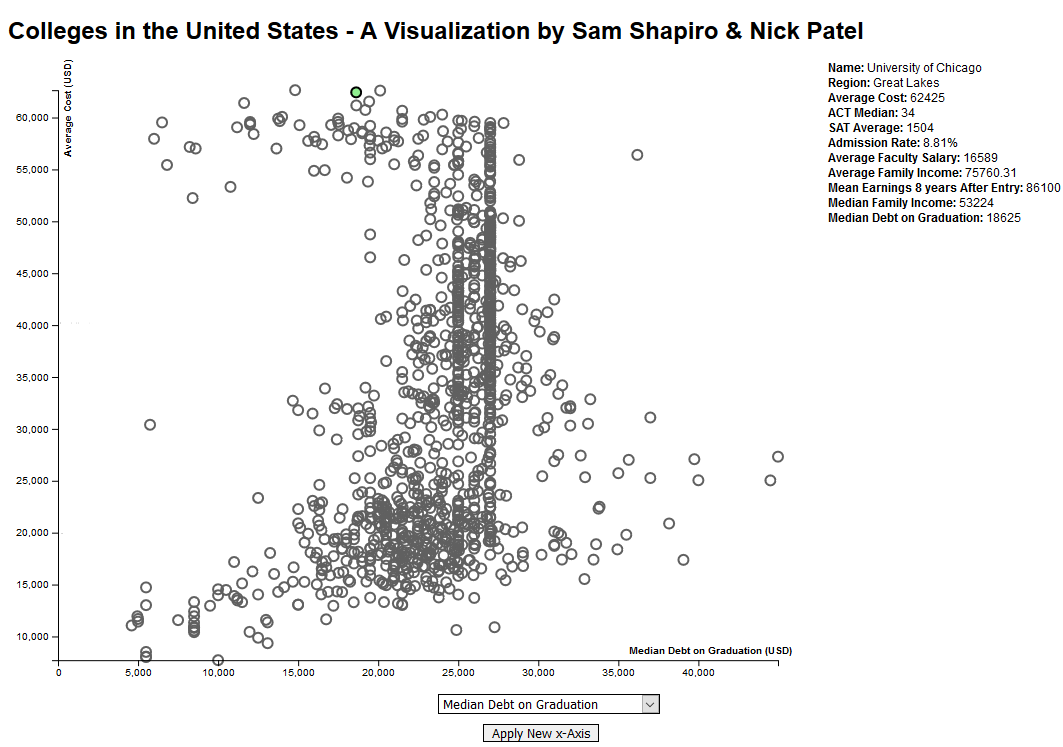 Colleges in the United States - A Visualization by Sam Shapiro & Nick Patel
Average Cost (USD)
60,000
55,000
50,000
45,000
40,000
35,000
30,000
25,000
20,000
15,000
10,000
Median Debt on Graduation (USD)
0 5,000 10,000 15,000 20,000 25,000 30,000 35,000 40,000
Median Debt on Graduation
Apply New x-Axis
Name: University of Chicago
Region: Great Lakes
Average Cost: 62425
ACT Median: 34
SAT Average: 1504
Admission Rate: 8.81%
Average Faculty Salary: 16589
Average Family Income: 75760.31
Mean Earnings 8 years After Entry: 86100
Median Family Income: 53224
Median Debt on Graduation: 18625